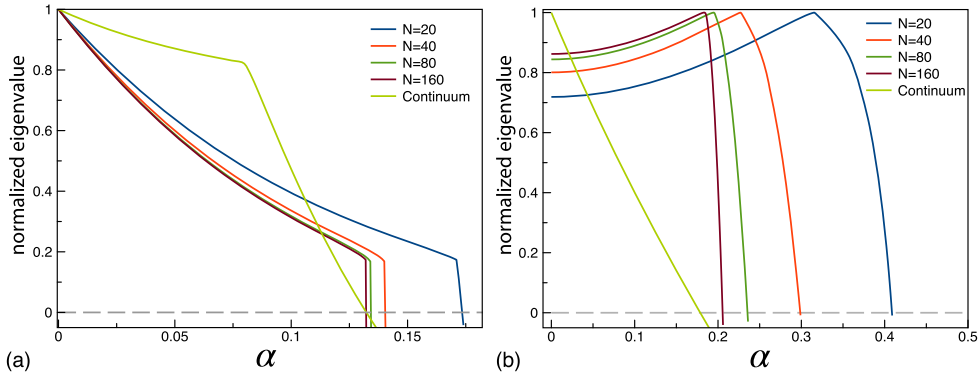 normalized eigenvalue
1
0.8
0.6
0.4
0.2
0
0
0.05
0.1
0.15
N=20
N=40
N=80
N=160
Continuum
α
(a)
normalized eigenvalue
1
0.8
0.6
0.4
0.2
0
0
0.1
0.2
0.3
0.4
0.5
N=20
N=40
N=80
N=160
Continuum
α
(b)